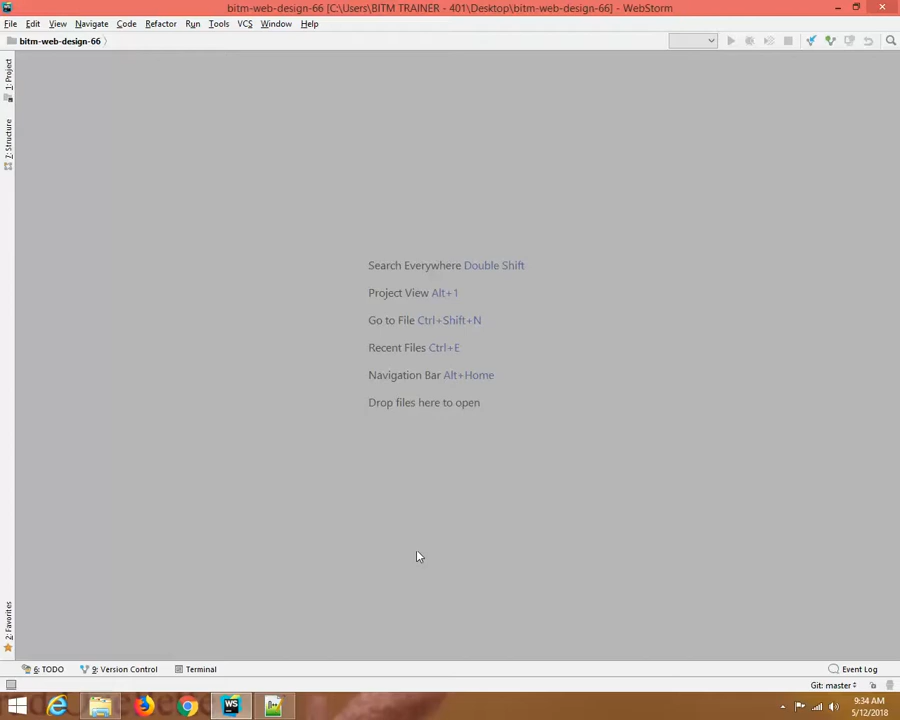 bitm-web-design-66 [C:\Users\BITM TRAINER - 401\Desktop\bitm-web-design-66] - WebStorm
File Edit View Navigate Code Refactor Run Tools VCS Window Help
bitm-web-design-66
1: Project
7: Structure
Search Everywhere Double Shift
Project View Alt+1
Go to File Ctrl+Shift+N
Recent Files Ctrl+E
Navigation Bar Alt+Home
Drop files here to open
2: Favorites
6: TODO 9: Version Control Terminal Event Log
Git: master
WS
9:34 AM
5/12/2018